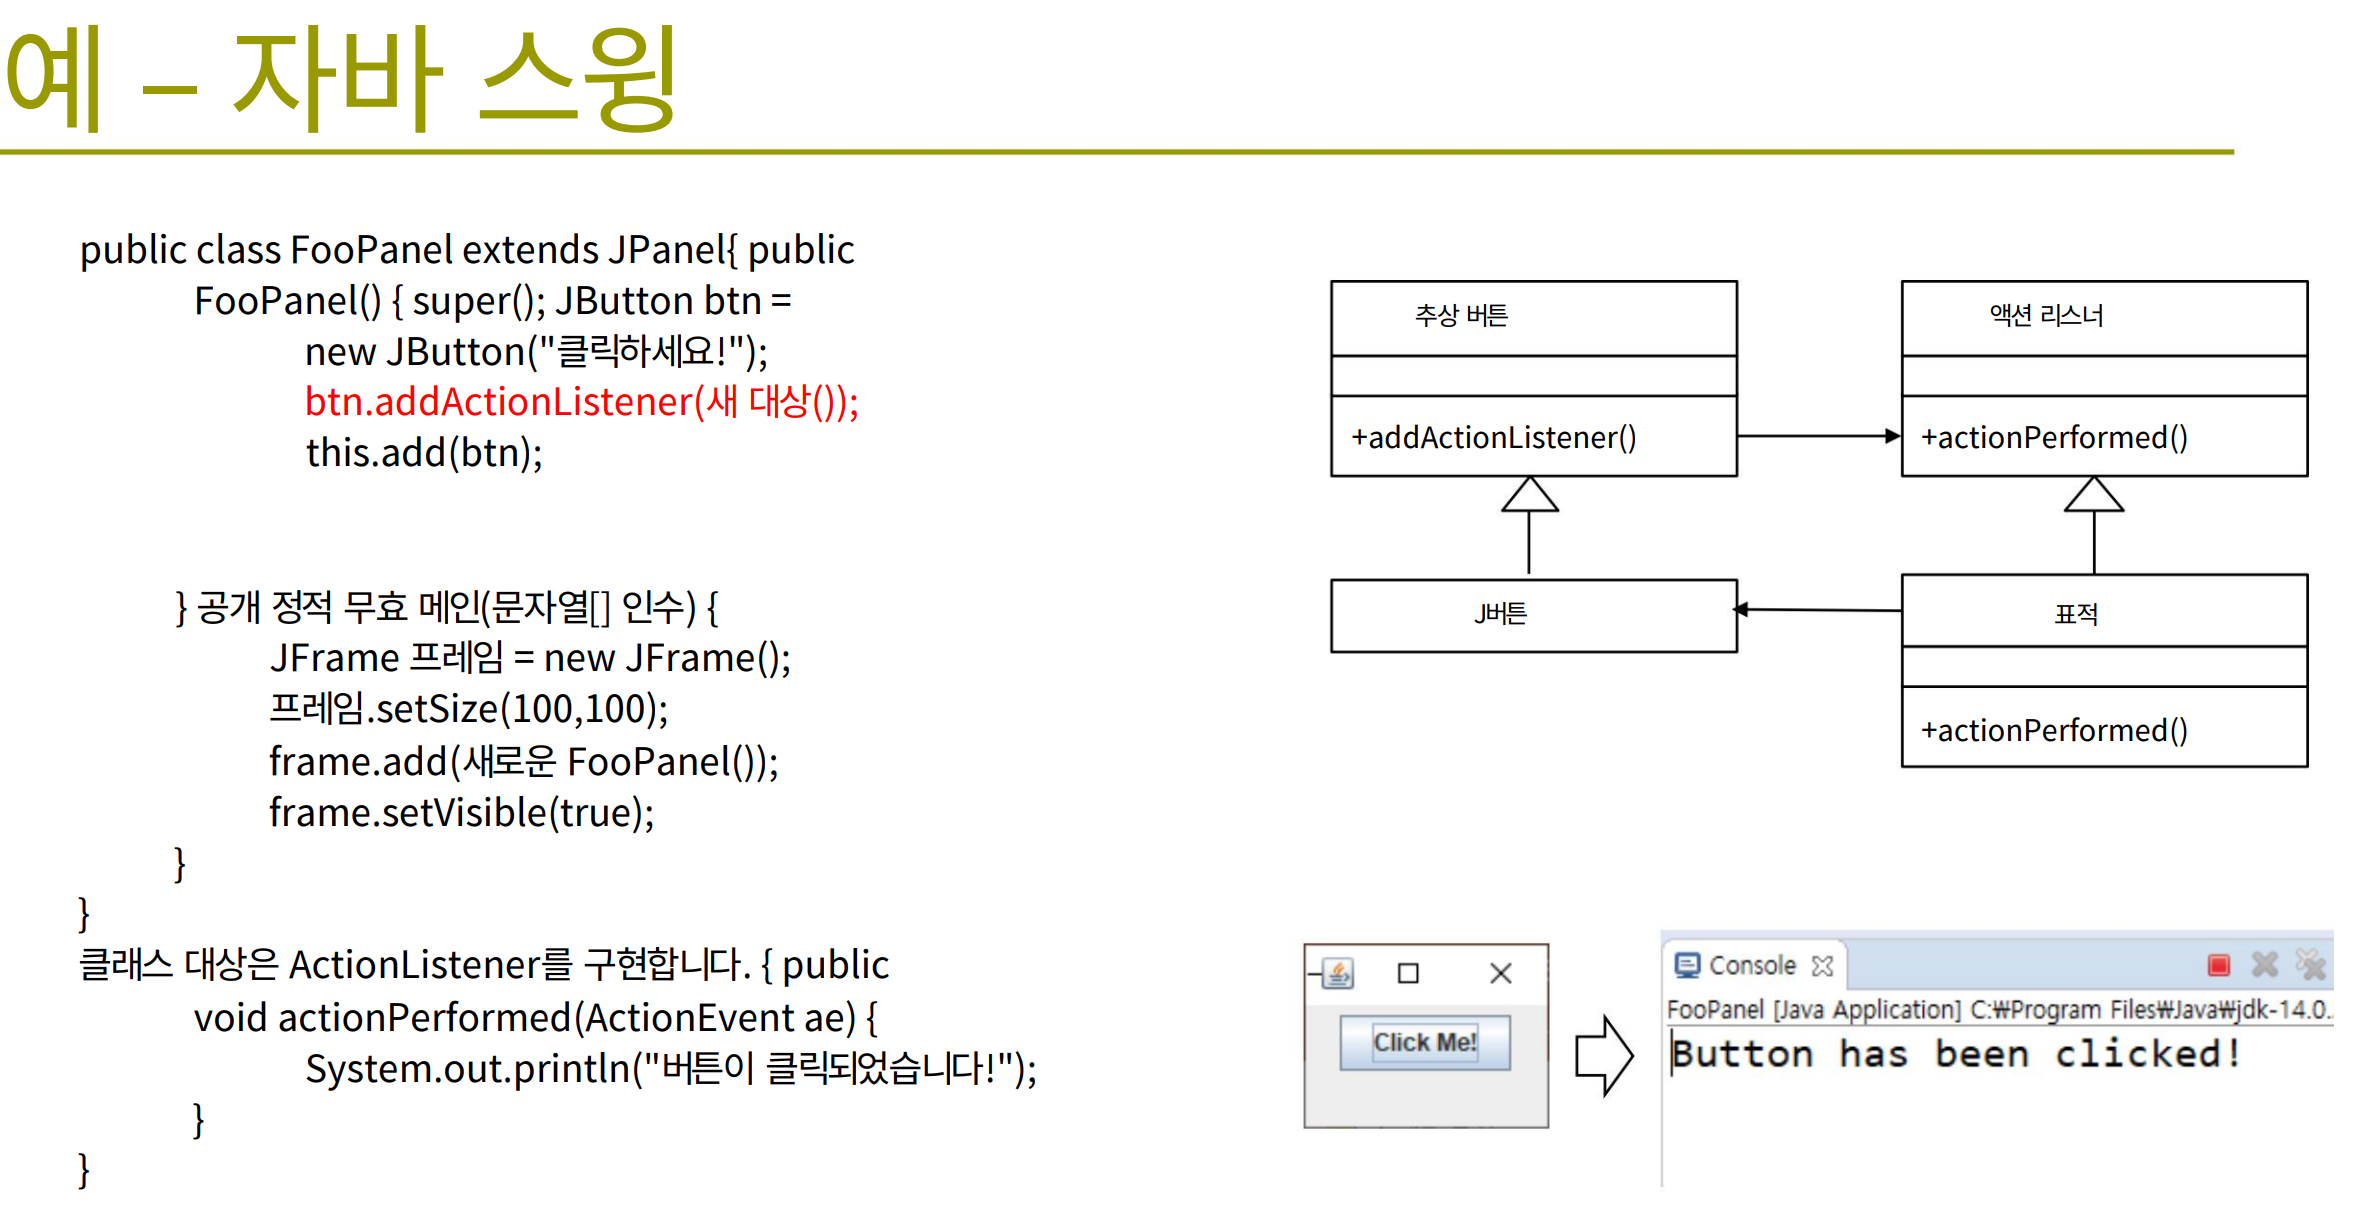 예 – 자바 스윙
public class FooPanel extends JPanel{ public
FooPanel() { super(); JButton btn =
new JButton("클릭하세요!");
btn.addActionListener(새 대상());
this.add(btn);
} 공개 정적 무효 메인(문자열[] 인수) {
JFrame 프레임 = new JFrame();
프레임.setSize(100,100);
frame.add(새로운 FooPanel());
frame.setVisible(true);
}
}
클래스 대상은 ActionListener를 구현합니다. { public
void actionPerformed(ActionEvent ae) {
System.out.println("버튼이 클릭되었습니다!");
}
}
추상 버튼
+addActionListener()
액션 리스너
+actionPerformed()
J버튼
표적
+actionPerformed()
Click Me!
Console
FooPanel [Java Application] C:₩Program Files₩Java₩jdk-14.0.
Button has been clicked!